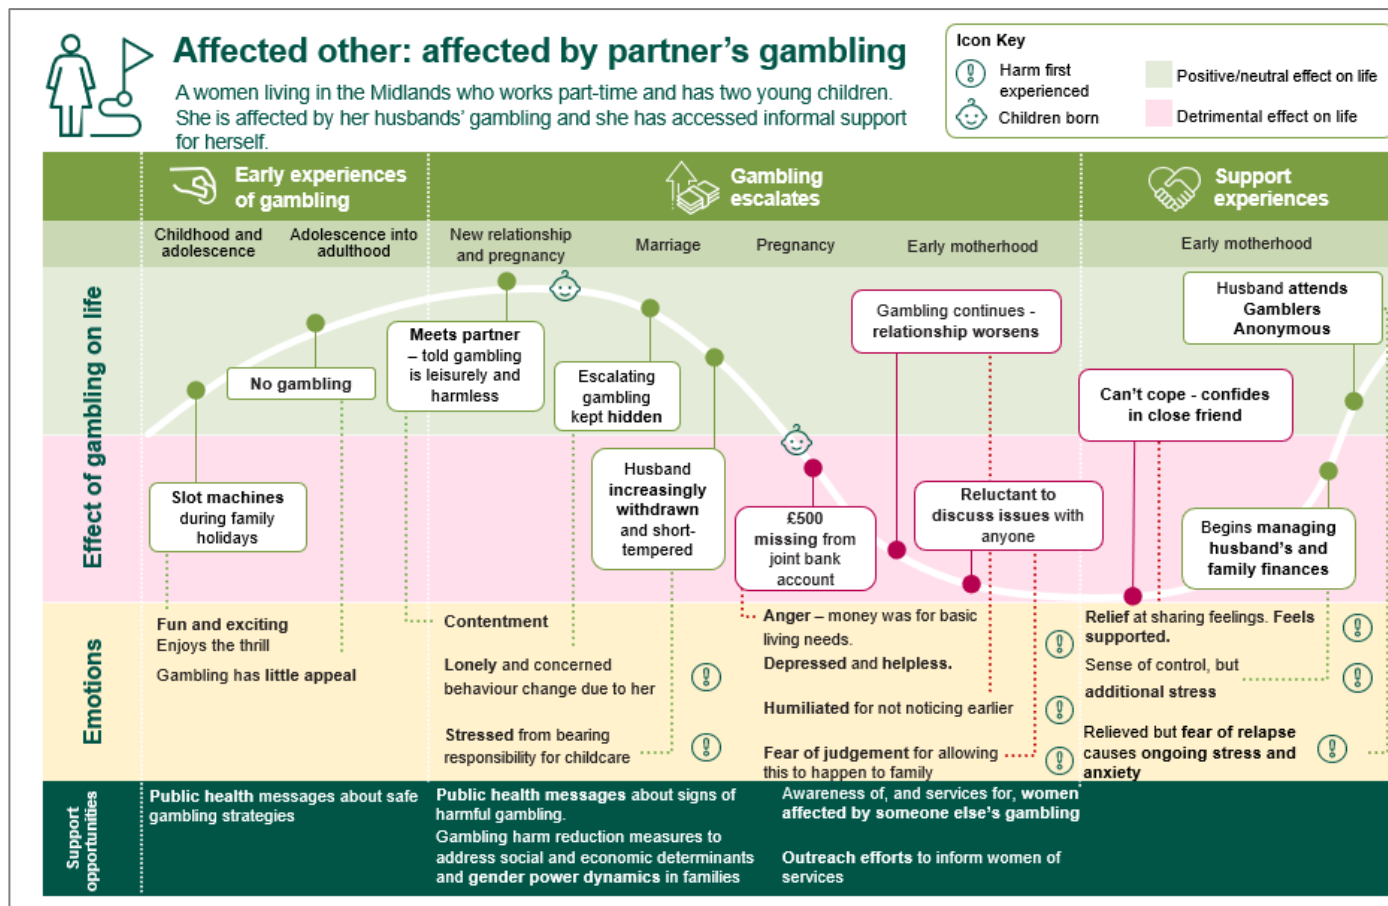 Affected other: affected by partner's gambling
A women living in the Midlands who works part-time and has two young children.
She is affected by her husbands' gambling and she has accessed informal support
for herself.
Icon Key
Harm first
experienced
Children born
Positive/neutral effect on life
Detrimental effect on life
Early experiences
of gambling
Gambling
escalates
Support
experiences
Childhood and
adolescence
Adolescence into
adulthood
New relationship
and pregnancy
Marriage
Pregnancy
Early motherhood
Early motherhood
Effect of gambling on life
Slot machines
during family
holidays
No gambling
Meets partner
– told gambling
is leisurely and
harmless
Escalating
gambling
kept hidden
Husband
increasingly
withdrawn
and short-
tempered
£500
missing from
joint bank
account
Gambling continues -
relationship worsens
Reluctant to
discuss issues with
anyone
Can't cope - confides
in close friend
Begins managing
husband's and
family finances
Husband attends
Gamblers
Anonymous
Emotions
Fun and exciting
Enjoys the thrill
Gambling has little appeal
Contentment
Lonely and concerned
behaviour change due to her
Stressed from bearing
responsibility for childcare
Anger – money was for basic
living needs.
Depressed and helpless.
Humiliated for not noticing earlier
Fear of judgement for allowing
this to happen to family
Relief at sharing feelings. Feels
supported.
Sense of control, but
additional stress
Relieved but fear of relapse
causes ongoing stress and
anxiety
Support
opportunities
Public health messages about safe
gambling strategies
Public health messages about signs of
harmful gambling.
Gambling harm reduction measures to
address social and economic determinants
and gender power dynamics in families
Awareness of, and services for, women
affected by someone else's gambling
Outreach efforts to inform women of
services